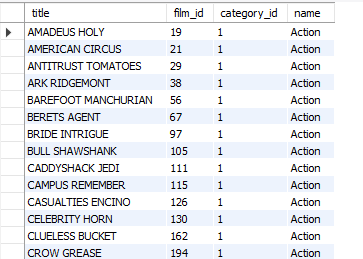 title film_id category_id name
AMADEUS HOLY 19 1 Action
AMERICAN CIRCUS 21 1 Action
ANTITRUST TOMATOES 29 1 Action
ARK RIDGEMONT 38 1 Action
BAREFOOT MANCHURIAN 56 1 Action
BERETS AGENT 67 1 Action
BRIDE INTRIGUE 97 1 Action
BULL SHAWSHANK 105 1 Action
CADDYSHACK JEDI 111 1 Action
CAMPUS REMEMBER 115 1 Action
CASUALTIES ENCINO 126 1 Action
CELEBRITY HORN 130 1 Action
CLUELESS BUCKET 162 1 Action
CROW GREASE 194 1 Action